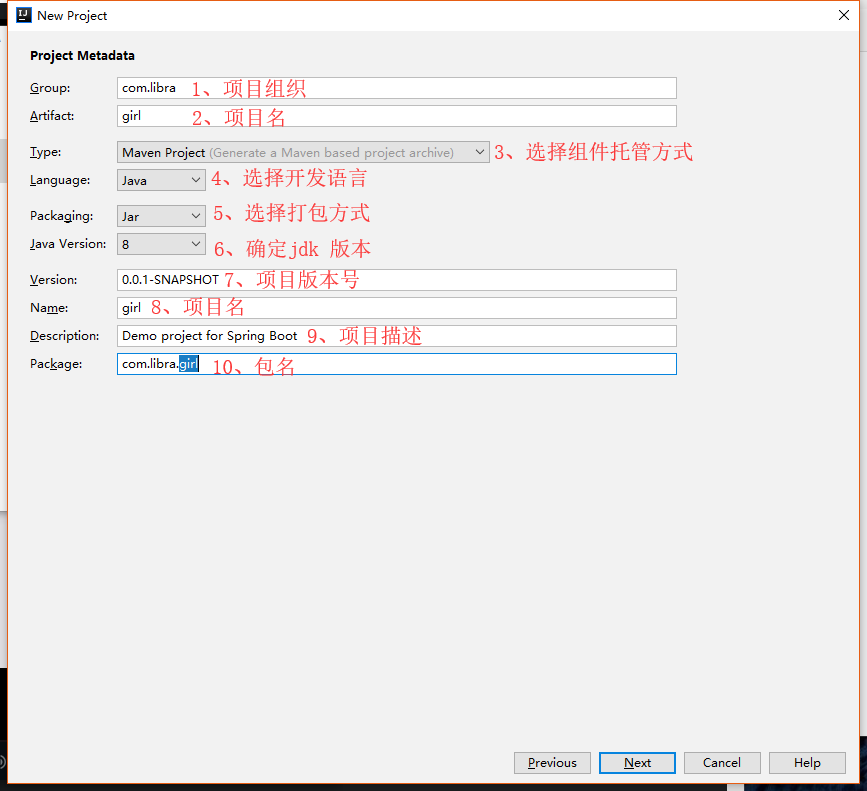 New Project
Project Metadata
Group: com.libra 1、项目组织
Artifact: girl 2、项目名
Type: Maven Project (Generate a Maven based project archive) 3、选择组件托管方式
Language: Java 4、选择开发语言
Packaging: Jar 5、选择打包方式
Java Version: 8 6、确定jdk 版本
Version: 0.0.1-SNAPSHOT 7、项目版本号
Name: girl 8、项目名
Description: Demo project for Spring Boot 9、项目描述
Package: com.libra.girl 10、包名
Previous Next Cancel Help